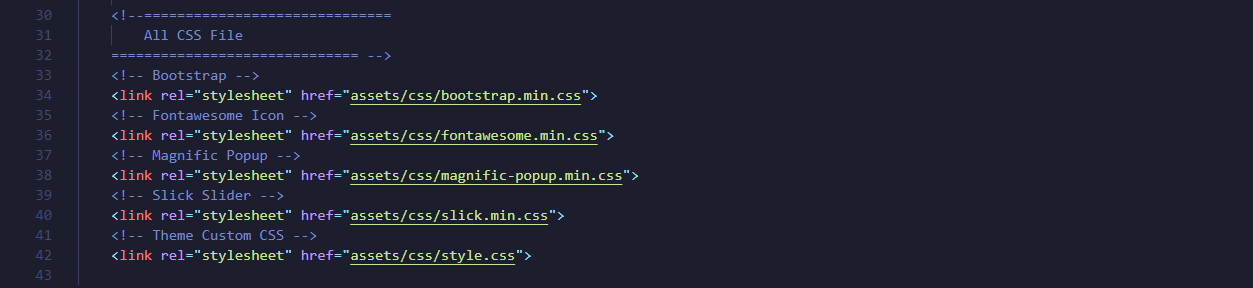 30 <!--==============================
31 All CSS File
32 ============================== -->
33 <!-- Bootstrap -->
34 <link rel="stylesheet" href="assets/css/bootstrap.min.css">
35 <!-- Fontawesome Icon -->
36 <link rel="stylesheet" href="assets/css/fontawesome.min.css">
37 <!-- Magnific Popup -->
38 <link rel="stylesheet" href="assets/css/magnific-popup.min.css">
39 <!-- Slick Slider -->
40 <link rel="stylesheet" href="assets/css/slick.min.css">
41 <!-- Theme Custom CSS -->
42 <link rel="stylesheet" href="assets/css/style.css">
43